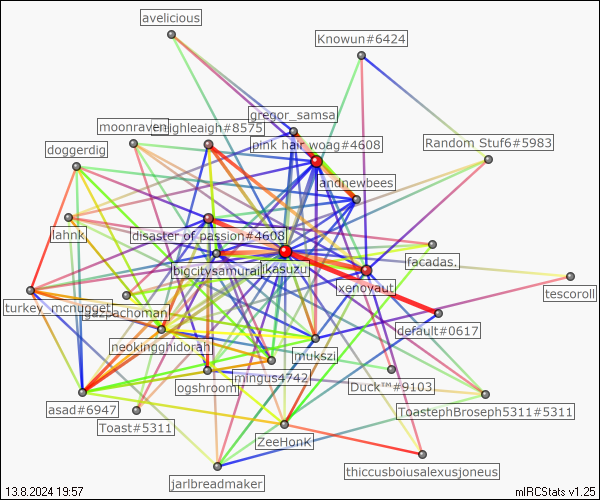 avelicious
Knowun#6424
gregor_samsa
moonraven
leighleaigh#8575
pink hair woag#4608
Random Stuf6#5983
doggerdig
andnewbees
lahnk
disaster of passion#4608
facadas.
bigcitysamurai
ikasuzu
xenoyaut
tescoroll
turkey_mcnugget
gazpachoman
default#0617
neokingghidorah
mukszi
mingus4742
ogshroom
Duck™#9103
asad#6947
ToastephBroseph5311#5311
Toast#5311
ZeeHonk
thiccusboiusalexusjoneus
jarlbreadmaker
13.8.2024 19:57
mIRCStats v1.25